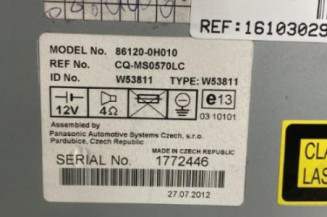 REF:16103029
MODEL No. 86120-0H010
REF No. CQ-MS0570LC
ID No. W53811 TYPE: W53811
12V 4Ω e13
03 10101
Assembled by
Panasonic Automotive Systems Czech, s.r.o.
Pardubice, Czech Republic
MADE IN CZECH REPUBLIC
SERIAL No. 1772446
27.07.2012
CLA
LAS